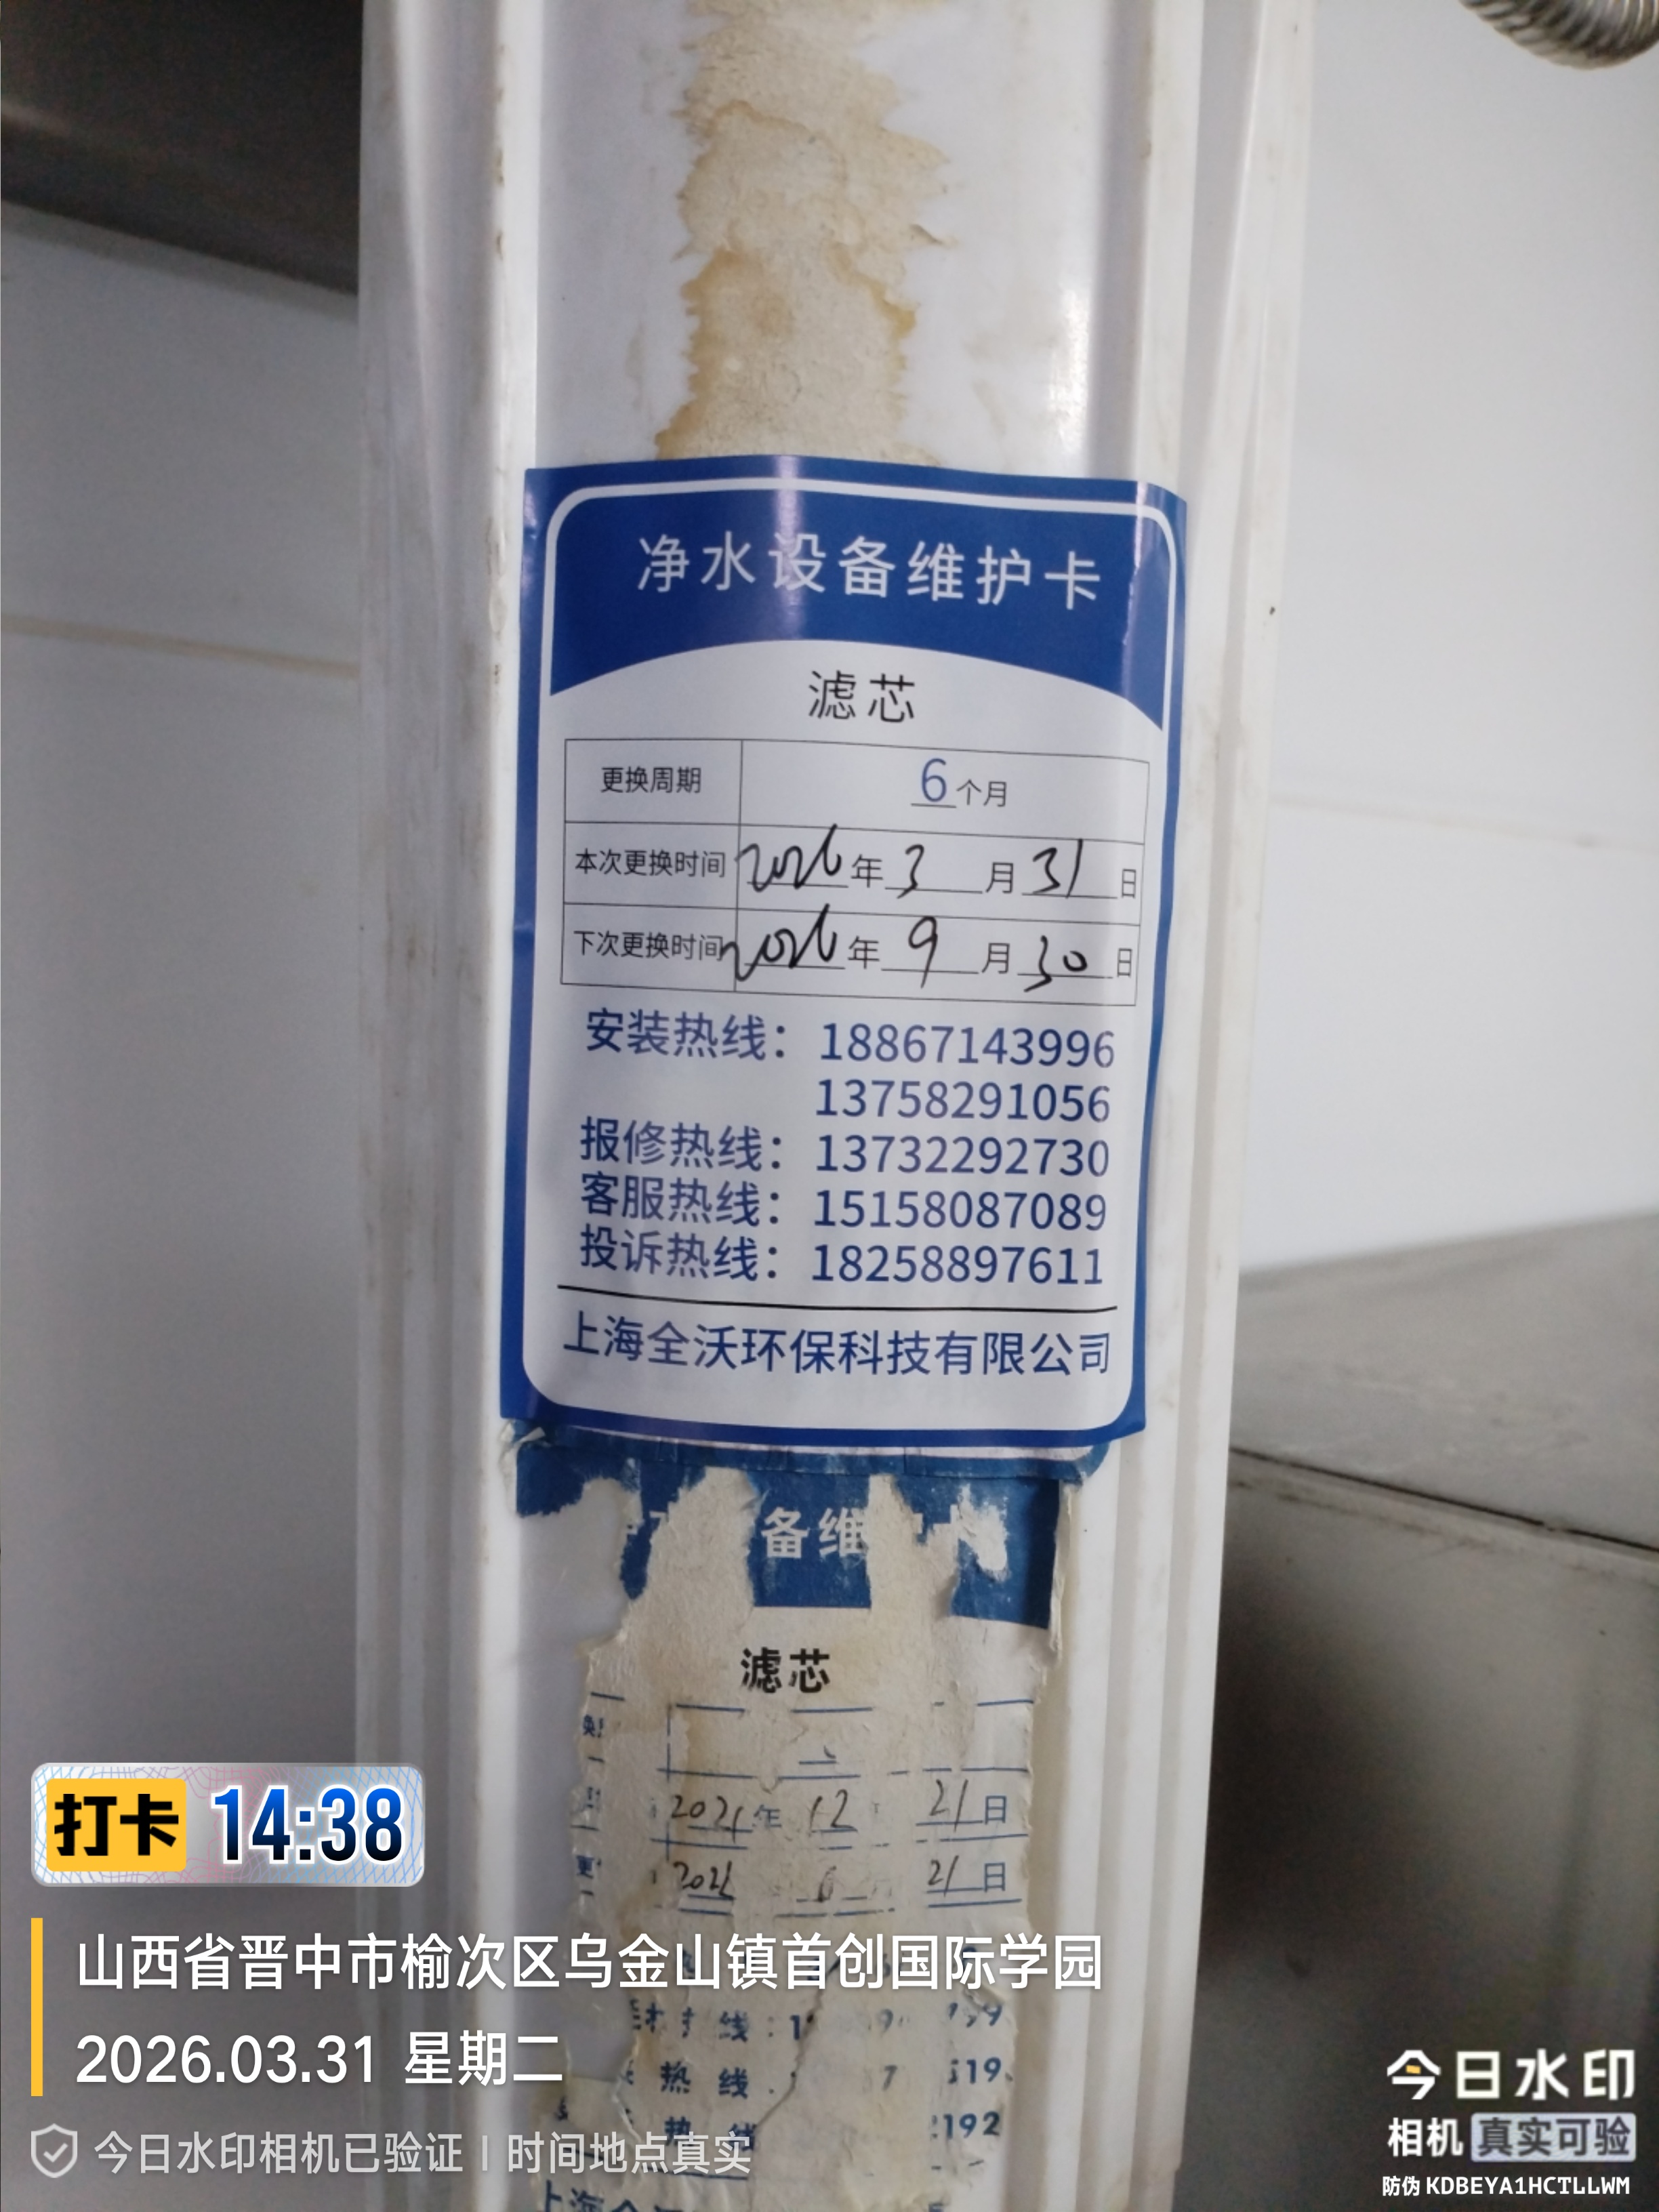 净水设备维护卡
滤芯
更换周期 6个月
本次更换时间 2026年3月31日
下次更换时间 2026年9月30日
安装热线：18867143996
13758291056
报修热线：13732292730
客服热线：15158087089
投诉热线：18258897611
上海全沃环保科技有限公司
备维
滤芯
年 12 21日
21日
线：
热线
192
打卡 14:38
山西省晋中市榆次区乌金山镇首创国际学园
2026.03.31 星期二
今日水印相机已验证 | 时间地点真实
今日水印
相机 真实可验
防伪 KDBEYA1HCTLLWM